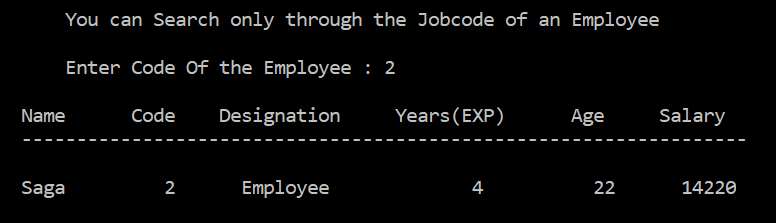 You can Search only through the Jobcode of an Employee
Enter Code Of the Employee : 2
Name Code Designation Years(EXP) Age Salary
------------------------------------------------------------------
Saga 2 Employee 4 22 14220